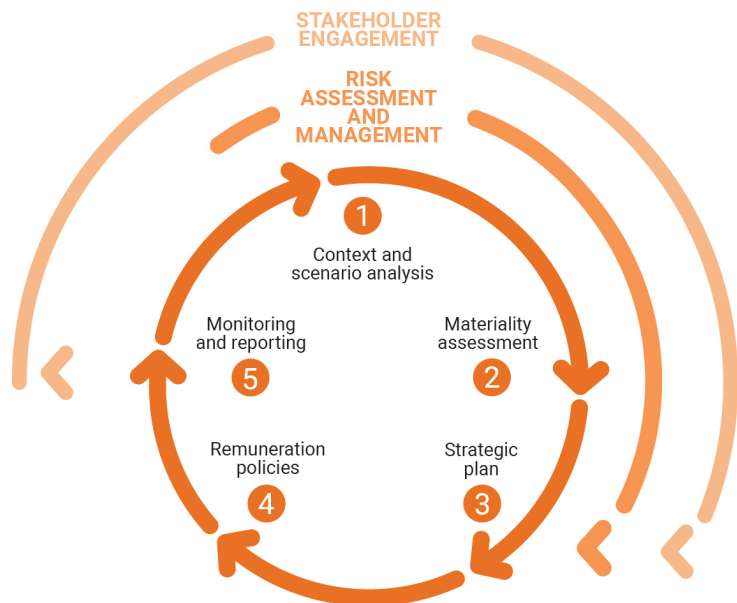 STAKEHOLDER
ENGAGEMENT
RISK
ASSESSMENT
AND
MANAGEMENT
1
Context and
scenario analysis
Materiality
assessment
2
Strategic
plan
3
Remuneration
policies
4
Monitoring
and reporting
5